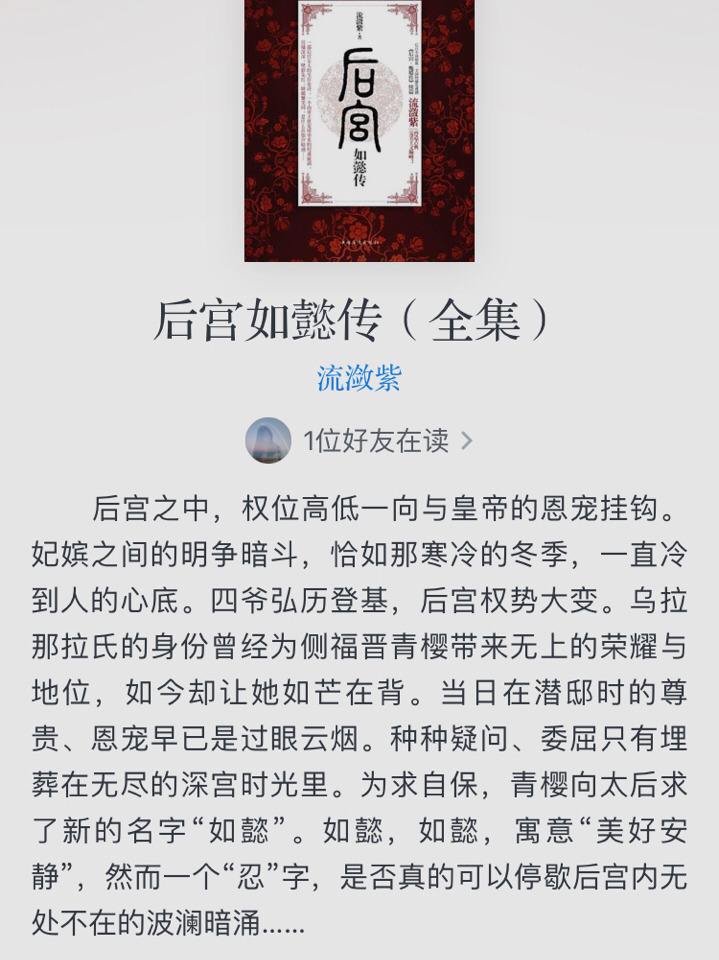 流潋紫·著
后宫
如懿传
流潋紫
后宫如懿传（全集）
流潋紫
1位好友在读
后宫之中，权位高低一向与皇帝的恩宠挂钩。
妃嫔之间的明争暗斗，恰如那寒冷的冬季，一直冷
到人的心底。四爷弘历登基，后宫权势大变。乌拉
那拉氏的身份曾经为侧福晋青樱带来无上的荣耀与
地位，如今却让她如芒在背。当日在潜邸时的尊
贵、恩宠早已是过眼云烟。种种疑问、委屈只有埋
葬在无尽的深宫时光里。为求自保，青樱向太后求
了新的名字“如懿”。如懿，如懿，寓意“美好安
静”，然而一个“忍”字，是否真的可以停歇后宫内无
处不在的波澜暗涌……